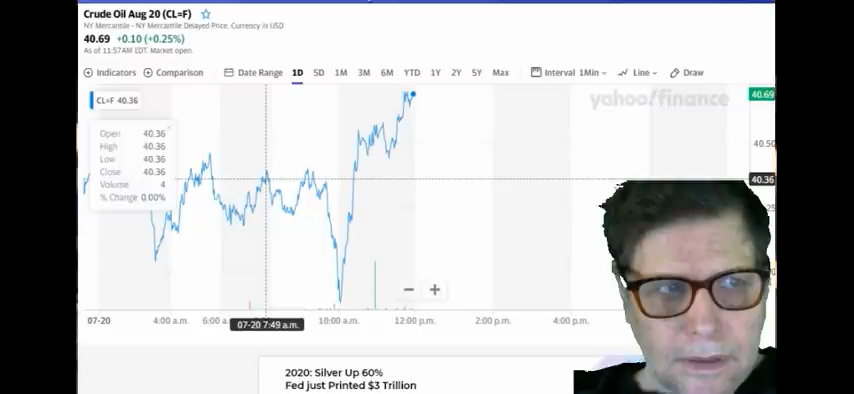 Crude Oil Aug 20 (CL=F)
NY Mercantile - NY Mercantile Delayed Price. Currency in USD
40.69 +0.10 (+0.25%)
As of 11:57AM EDT. Market open.
Indicators Comparison Date Range 1D 5D 1M 3M 6M YTD 1Y 2Y 5Y Max Interval 1Min Line Draw
CL=F 40.36
yahoo!finance
40.69
Open 40.36
High 40.36
Low 40.36
Close 40.36
Volume 4
% Change 0.00%
40.50
40.36
07-20 4:00 a.m. 6:00 a. 07-20 7:49 a.m. 10:00 a.m. 12:00 p.m. 2:00 p.m. 4:00 p.m.
2020: Silver Up 60%
Fed just Printed $3 Trillion